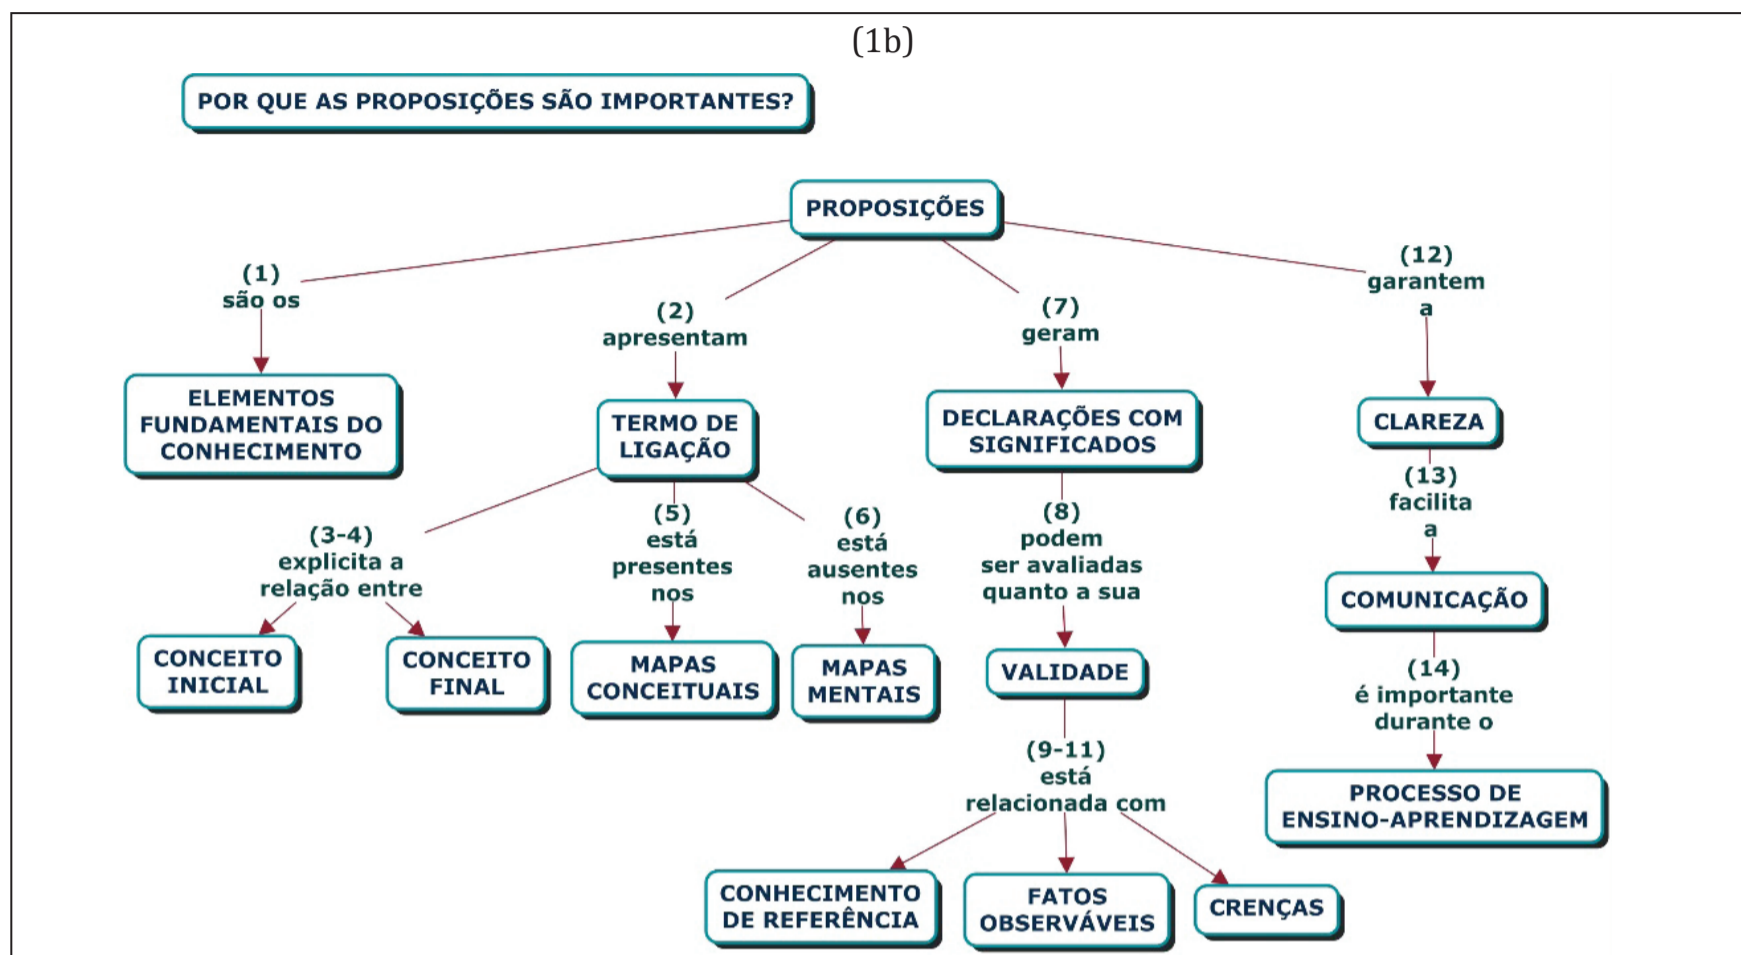 (1b)
POR QUE AS PROPOSIÇÕES SÃO IMPORTANTES?
PROPOSIÇÕES
(1)
são os
ELEMENTOS
FUNDAMENTAIS DO
CONHECIMENTO
(2)
apresentam
TERMO DE
LIGAÇÃO
(3-4)
explicita a
relação entre
CONCEITO
INICIAL
CONCEITO
FINAL
(5)
está
presentes
nos
MAPAS
CONCEITUAIS
(6)
está
ausentes
nos
MAPAS
MENTAIS
(7)
geram
DECLARAÇÕES COM
SIGNIFICADOS
(8)
podem
ser avaliadas
quanto a sua
VALIDADE
(9-11)
está
relacionada com
CONHECIMENTO
DE REFERÊNCIA
FATOS
OBSERVÁVEIS
CRENÇAS
(12)
garantem
a
CLAREZA
(13)
facilita
a
COMUNICAÇÃO
(14)
é importante
durante o
PROCESSO DE
ENSINO-APRENDIZAGEM